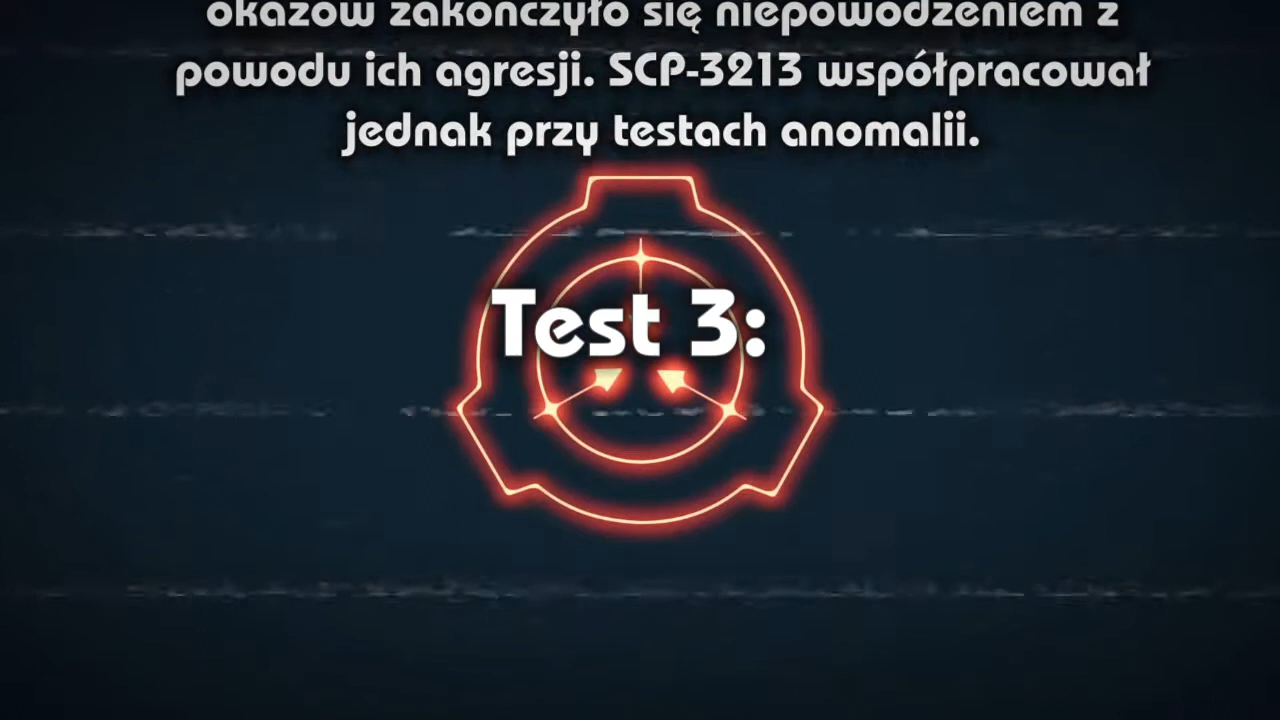 okazów zakończyło się niepowodzeniem z
powodu ich agresji. SCP-3213 współpracował
jednak przy testach anomalii.
Test 3: